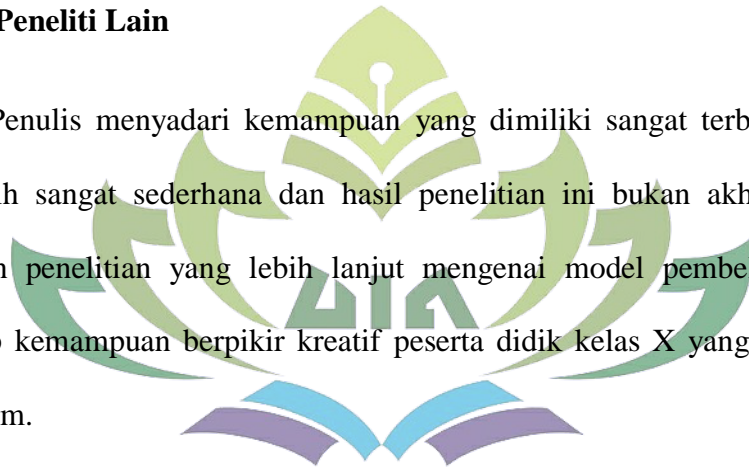 Peneliti Lain
Penulis menyadari kemampuan yang dimiliki sangat terb
h sangat sederhana dan hasil penelitian ini bukan akh
penelitian yang lebih lanjut mengenai model pembe
kemampuan berpikir kreatif peserta didik kelas X yang
m.
UIN